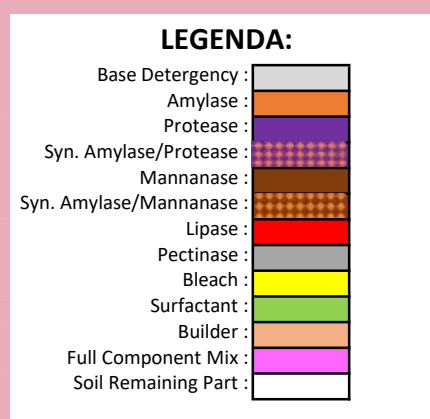 LEGENDA:
Base Detergency :
Amylase :
Protease :
Syn. Amylase/Protease :
Mannanase :
Syn. Amylase/Mannanase :
Lipase :
Pectinase :
Bleach :
Surfactant :
Builder :
Full Component Mix :
Soil Remaining Part :